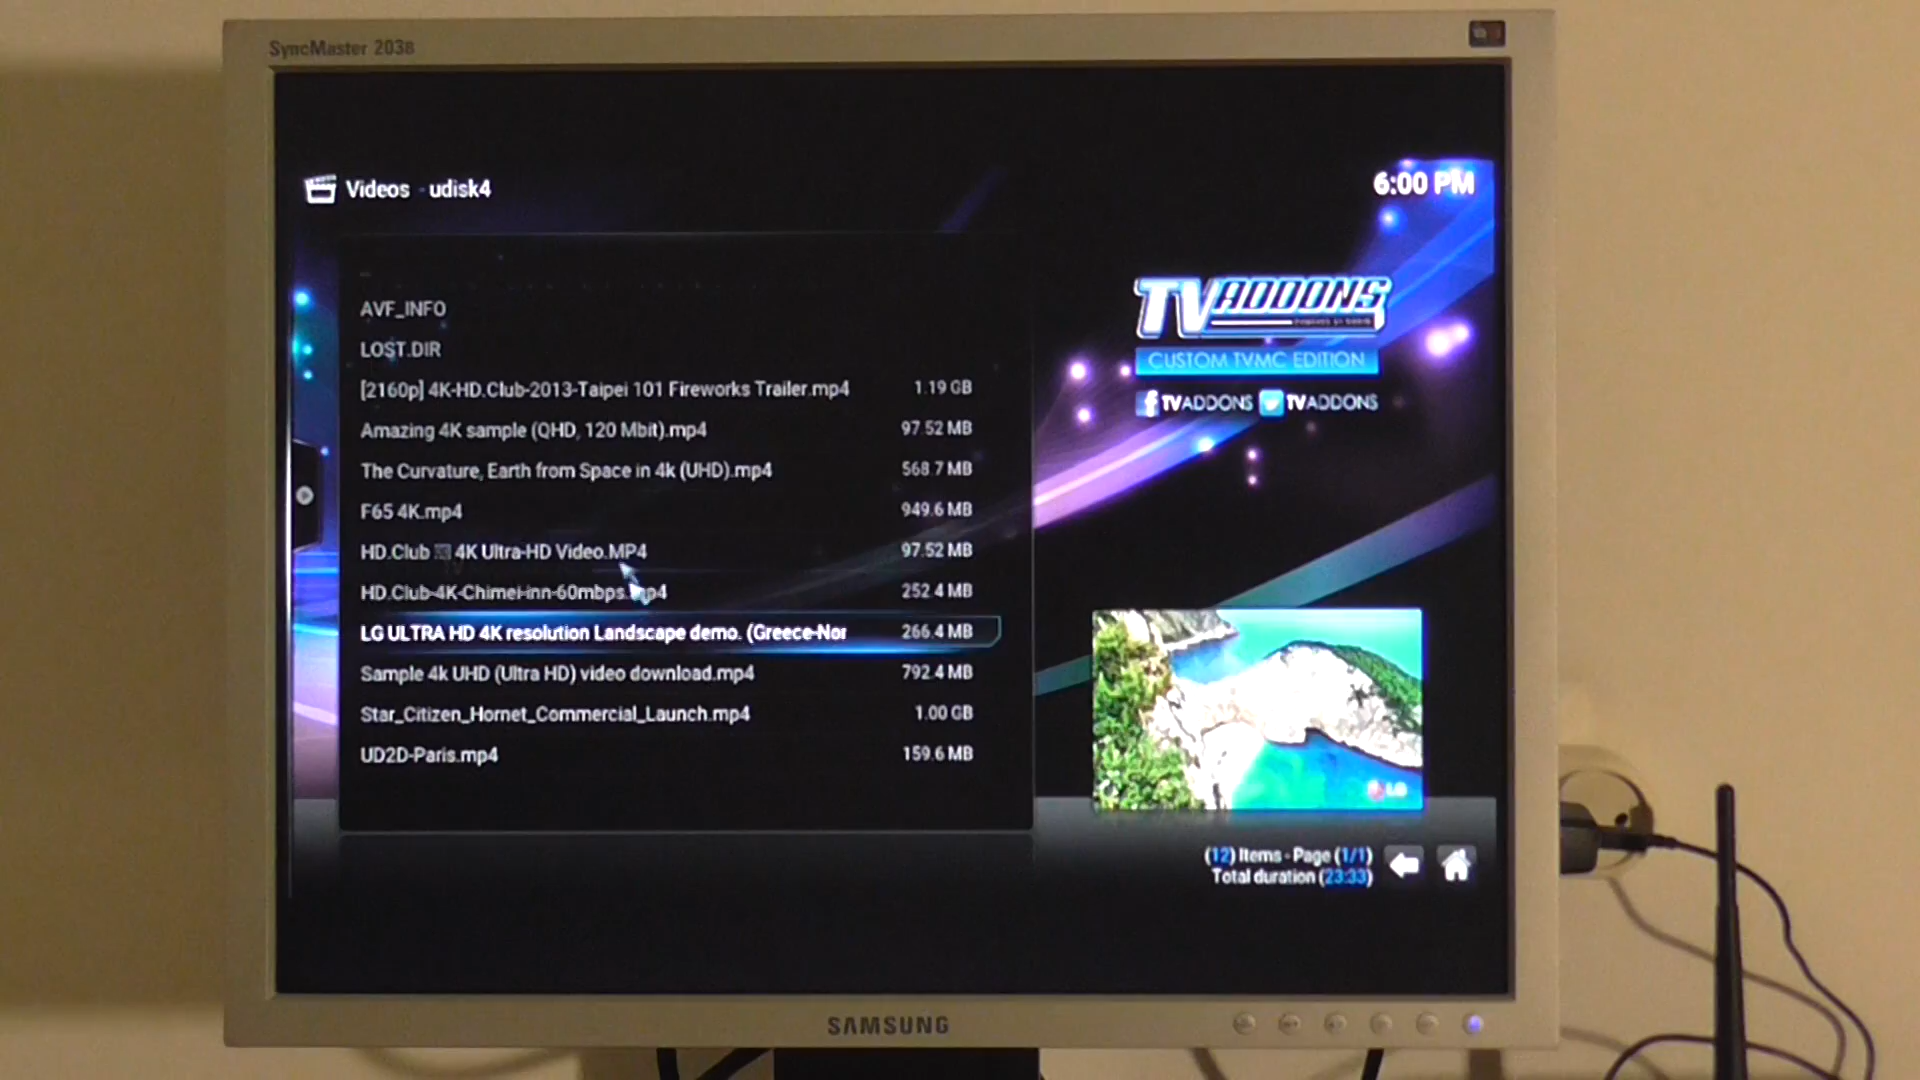 SyncMaster 203B
Videos - udisk4
6:00 PM
..
AVF_INFO
LOST.DIR
[2160p] 4K-HD.Club-2013-Taipei 101 Fireworks Trailer.mp4 1.19 GB
Amazing 4K sample (QHD, 120 Mbit).mp4 97.52 MB
The Curvature, Earth from Space in 4k (UHD).mp4 568.7 MB
F65 4K.mp4 949.6 MB
HD.Club 4K Ultra-HD Video.MP4 97.52 MB
HD.Club-4K-Chimei-inn-60mbps.mp4 252.4 MB
LG ULTRA HD 4K resolution Landscape demo. (Greece-Nor 266.4 MB
Sample 4k UHD (Ultra HD) video download.mp4 792.4 MB
Star_Citizen_Hornet_Commercial_Launch.mp4 1.00 GB
UD2D-Paris.mp4 159.6 MB
TVADDONS
CUSTOM TVMC EDITION
f TVADDONS TVADDONS
LG
(12) Items - Page (1/1)
Total duration (23:33)
SAMSUNG